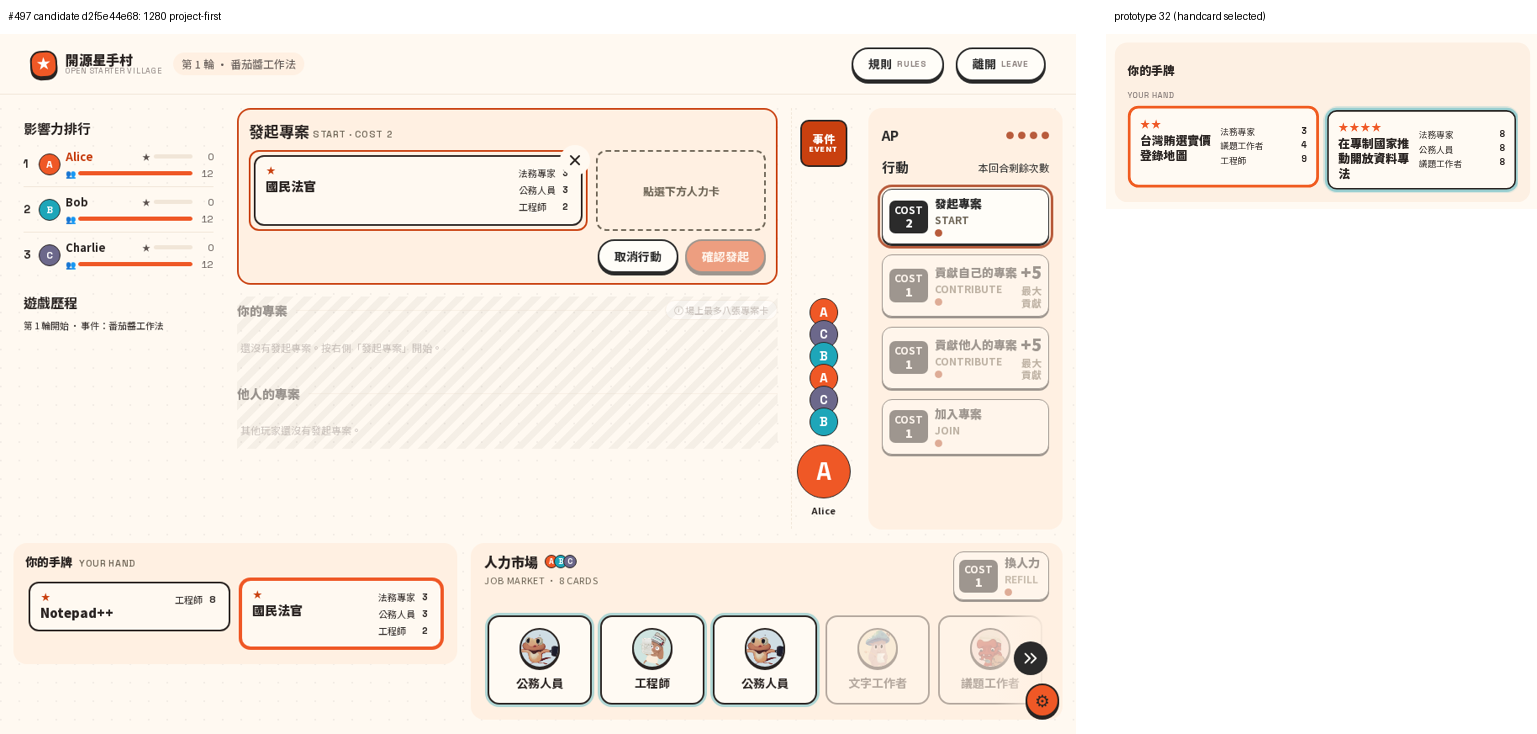 #497 candidate d2f5e44e68: 1280 project-first
prototype 32 (handcard selected)
開源星手村
OPEN STARTER VILLAGE
第 1 輪 · 番茄醬工作法
規則 RULES
離開 LEAVE
影響力排行
1 A Alice ★ 0
12
2 B Bob ★ 0
12
3 C Charlie ★ 0
12
遊戲歷程
第 1 輪開始 · 事件：番茄醬工作法
發起專案 START · COST 2
★
國民法官
法務專家 3
公務人員 3
工程師 2
點選下方人力卡
取消行動
確認發起
你的專案
場上最多八張專案卡
還沒有發起專案。按右側「發起專案」開始。
他人的專案
其他玩家還沒有發起專案。
事件
EVENT
A
C
B
A
C
B
A
Alice
AP
行動 本回合剩餘次數
COST 2
發起專案
START
COST 1
貢獻自己的專案 +5
CONTRIBUTE 最大
貢獻
COST 1
貢獻他人的專案 +5
CONTRIBUTE 最大
貢獻
COST 1
加入專案
JOIN
你的手牌 YOUR HAND
★
Notepad++
工程師 8
★
國民法官
法務專家 3
公務人員 3
工程師 2
人力市場 A B C
JOB MARKET · 8 CARDS
COST 1
換人力
REFILL
公務人員
工程師
公務人員
文字工作者
議題工作者
你的手牌
YOUR HAND
★★
台灣賄選實價
登錄地圖
法務專家 3
議題工作者 4
工程師 9
★★★★
在專制國家推
動開放資料專
法
法務專家 8
公務人員 8
議題工作者 8